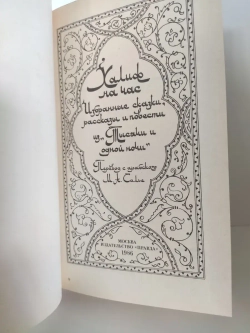 Халиф
на час
Избранные сказки,
рассказы и повести
из „Тысячи и
одной ночи“
Перевод с арабского
М. А. Салье
МОСКВА
ИЗДАТЕЛЬСТВО «ПРАВДА»
1986